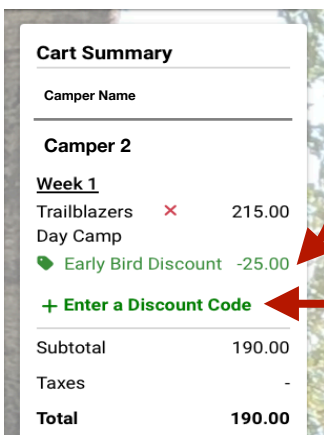 Cart Summary
Camper Name
Camper 2
Week 1
Trailblazers × 215.00
Day Camp
Early Bird Discount -25.00
+ Enter a Discount Code
Subtotal 190.00
Taxes -
Total 190.00